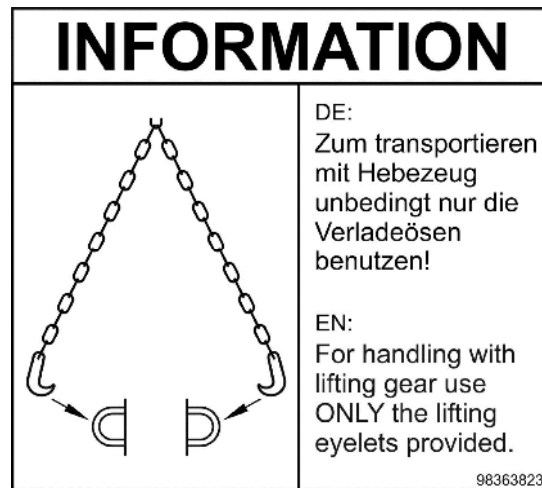 INFORMATION
DE:
Zum transportieren
mit Hebezeug
unbedingt nur die
Verladeösen
benutzen!
EN:
For handling with
lifting gear use
ONLY the lifting
eyelets provided.
98363823